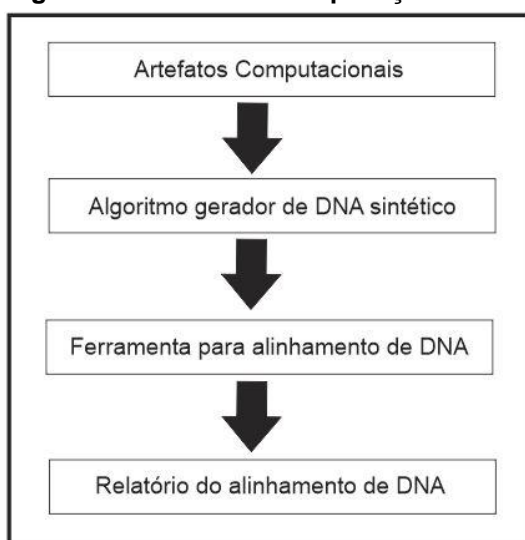 Artefatos Computacionais
Algoritmo gerador de DNA sintético
Ferramenta para alinhamento de DNA
Relatório do alinhamento de DNA